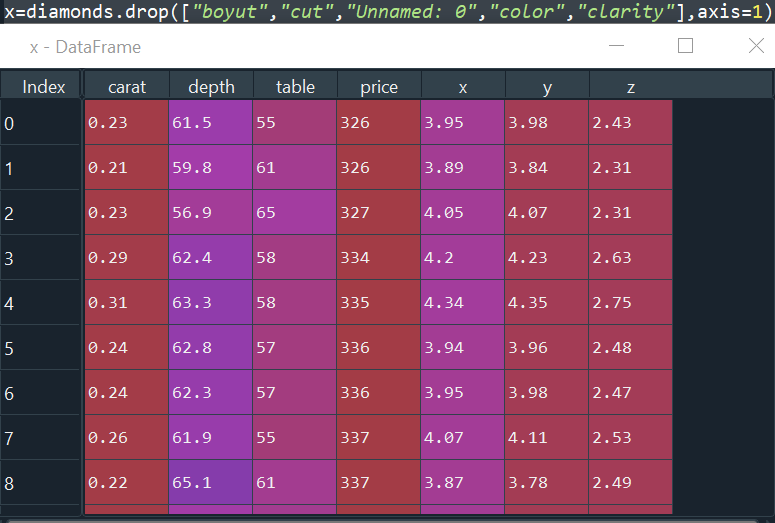 x=diamonds.drop(["boyut","cut","Unnamed: 0","color","clarity"],axis=1)
x - DataFrame
Index carat depth table price x y z
0 0.23 61.5 55 326 3.95 3.98 2.43
1 0.21 59.8 61 326 3.89 3.84 2.31
2 0.23 56.9 65 327 4.05 4.07 2.31
3 0.29 62.4 58 334 4.2 4.23 2.63
4 0.31 63.3 58 335 4.34 4.35 2.75
5 0.24 62.8 57 336 3.94 3.96 2.48
6 0.24 62.3 57 336 3.95 3.98 2.47
7 0.26 61.9 55 337 4.07 4.11 2.53
8 0.22 65.1 61 337 3.87 3.78 2.49